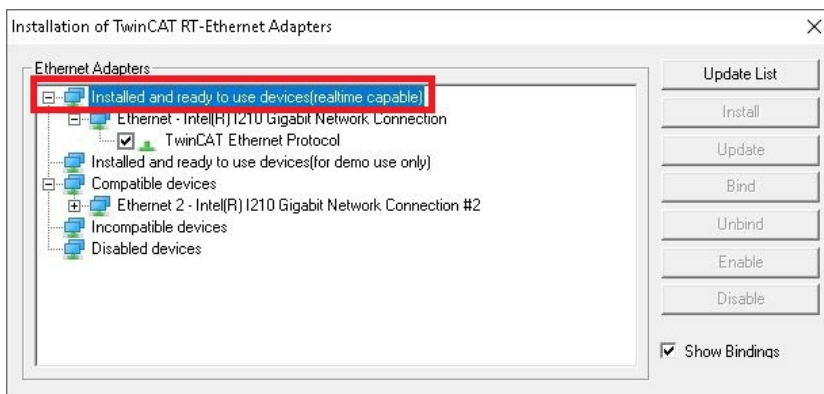 Installation of TwinCAT RT-Ethernet Adapters
Ethernet Adapters
Installed and ready to use devices(realtime capable)
Ethernet - Intel(R) I210 Gigabit Network Connection
TwinCAT Ethernet Protocol
Installed and ready to use devices(for demo use only)
Compatible devices
Ethernet 2 - Intel(R) I210 Gigabit Network Connection #2
Incompatible devices
Disabled devices
Update List
Install
Update
Bind
Unbind
Enable
Disable
Show Bindings